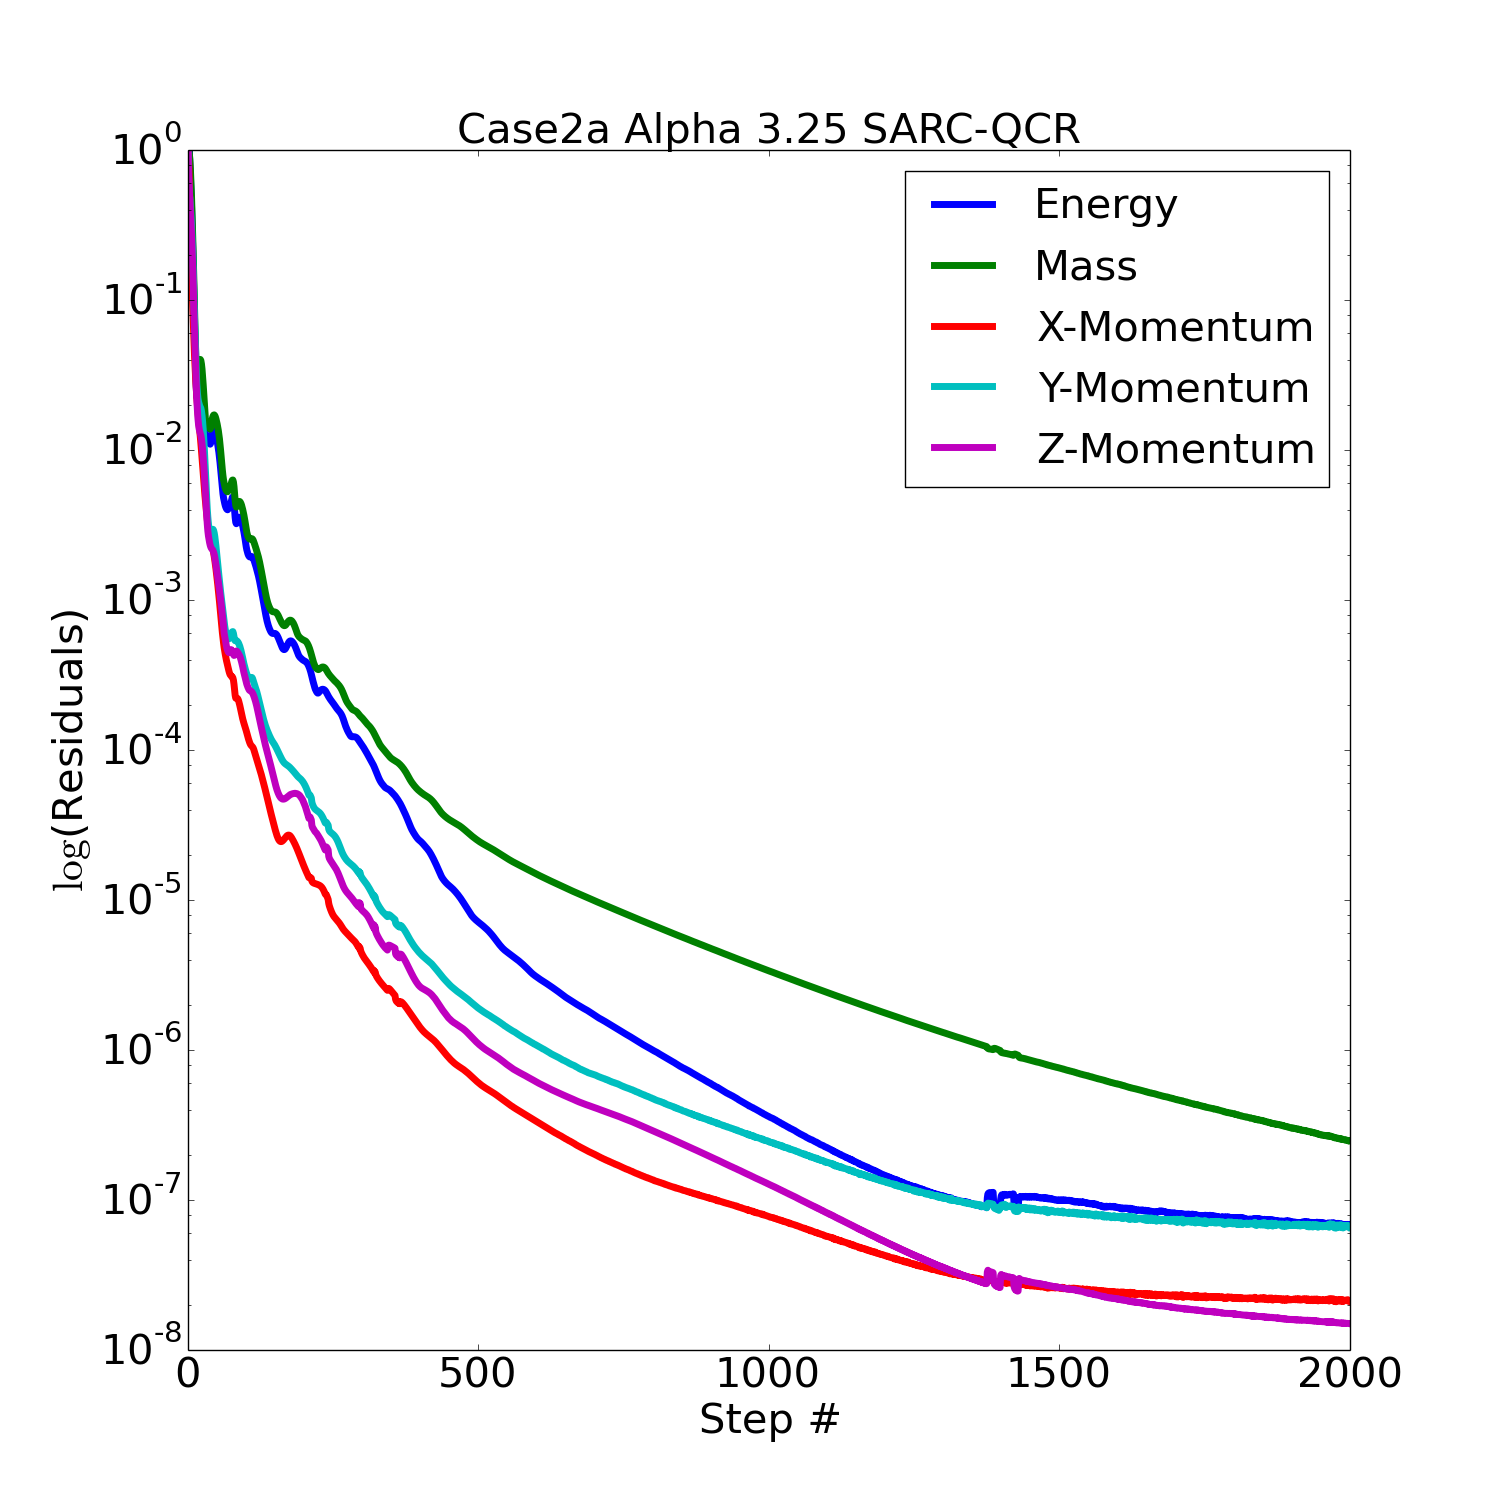 Case2a Alpha 3.25 SARC-QCR
10^0
10^-1
10^-2
10^-3
10^-4
10^-5
10^-6
10^-7
10^-8
log(Residuals)
Energy
Mass
X-Momentum
Y-Momentum
Z-Momentum
0 500 1000 1500 2000
Step #